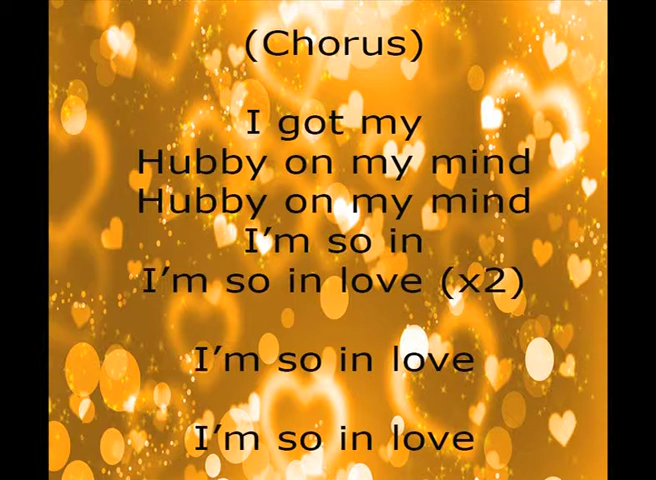 (Chorus)
I got my
Hubby on my mind
Hubby on my mind
I'm so in
I'm so in love (x2)
I'm so in love
I'm so in love